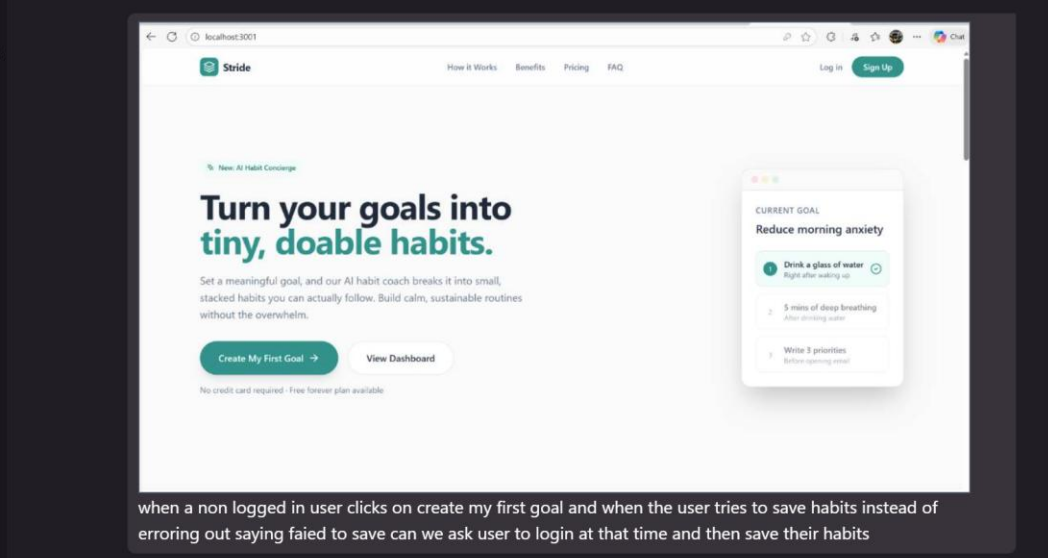 localhost:3001
Chat
Stride
How it Works Benefits Pricing FAQ
Log in Sign Up
New: AI Habit Concierge
Turn your goals into
tiny, doable habits.
Set a meaningful goal, and our AI habit coach breaks it into small,
stacked habits you can actually follow. Build calm, sustainable routines
without the overwhelm.
Create My First Goal → View Dashboard
No credit card required · Free forever plan available
CURRENT GOAL
Reduce morning anxiety
1 Drink a glass of water
Right after waking up
2 5 mins of deep breathing
After drinking water
3 Write 3 priorities
Before opening email
when a non logged in user clicks on create my first goal and when the user tries to save habits instead of
erroring out saying faied to save can we ask user to login at that time and then save their habits